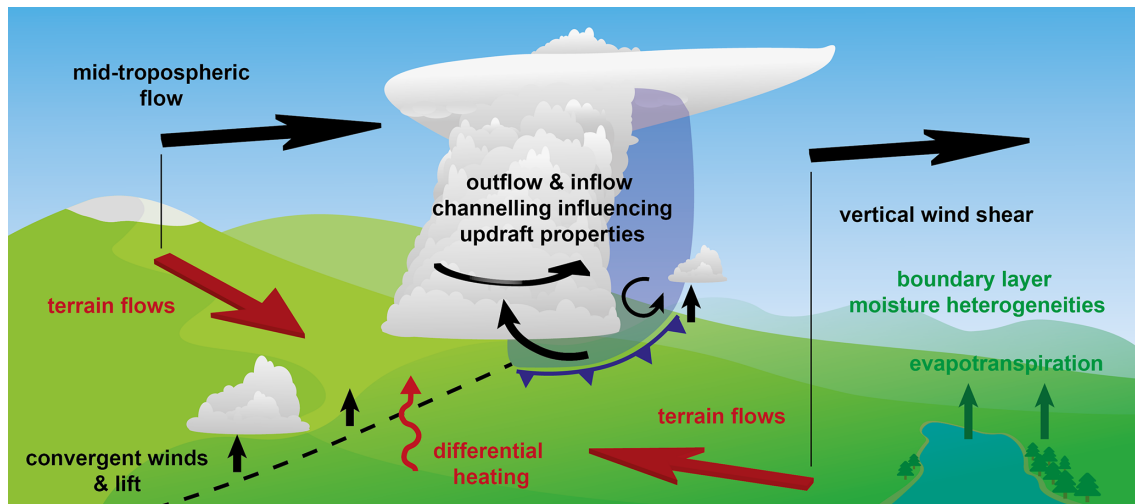 mid-tropospheric
flow
outflow & inflow
channelling influencing
updraft properties
vertical wind shear
terrain flows
boundary layer
moisture heterogeneities
evapotranspiration
terrain flows
convergent winds
& lift
differential
heating